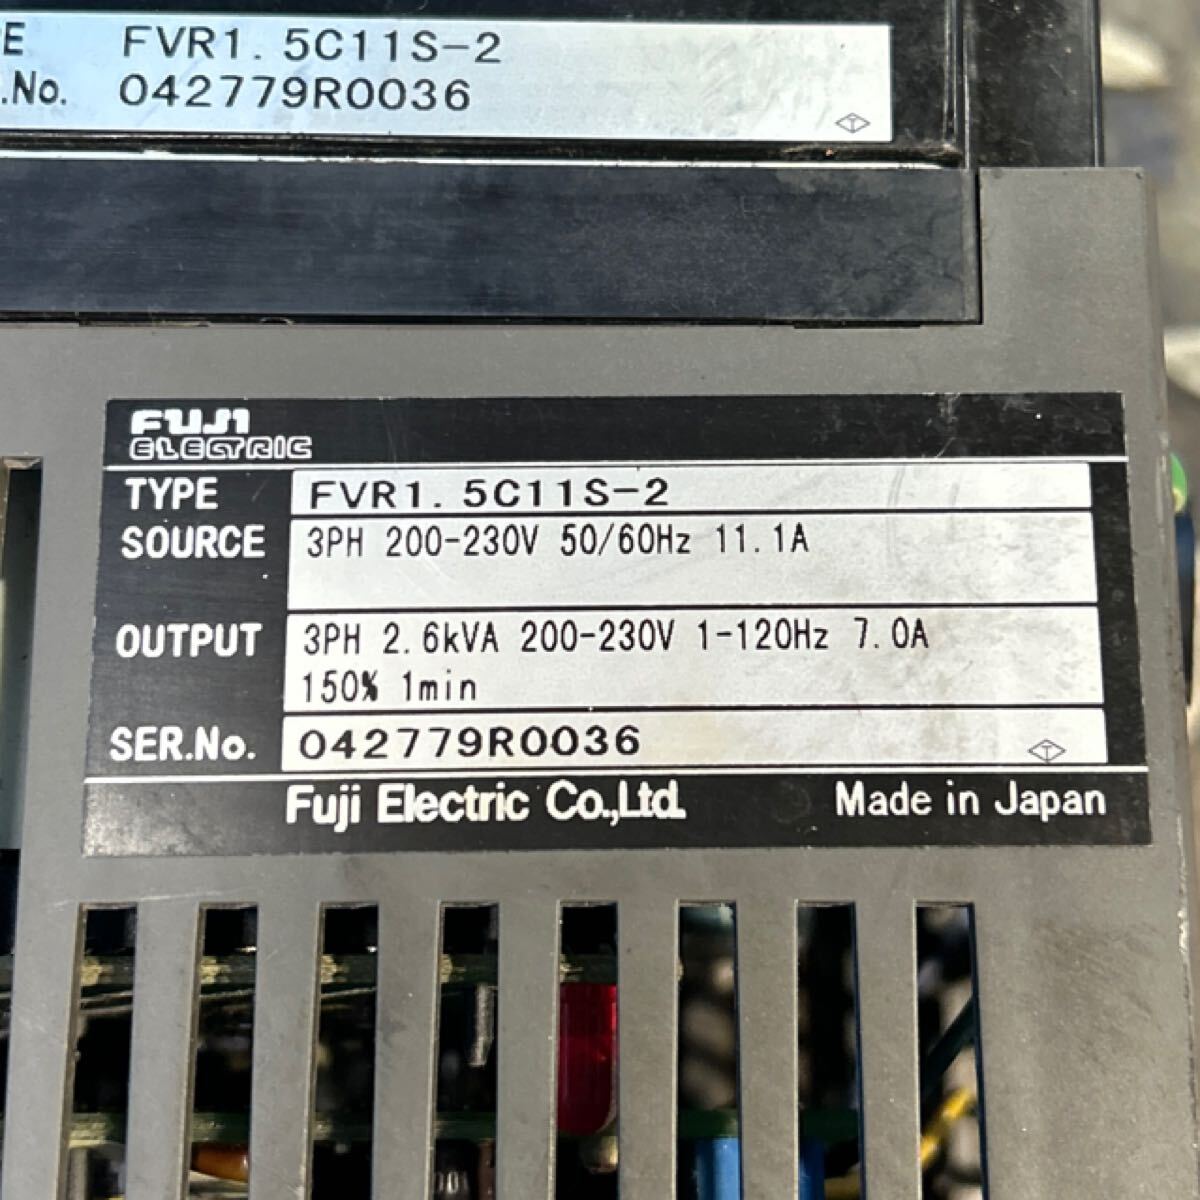 E FVR1.5C11S-2
.No. 042779R0036
FUJI
ELECTRIC
TYPE FVR1.5C11S-2
SOURCE 3PH 200-230V 50/60Hz 11.1A
OUTPUT 3PH 2.6kVA 200-230V 1-120Hz 7.0A
150% 1min
SER.No. 042779R0036
T
Fuji Electric Co.,Ltd. Made in Japan